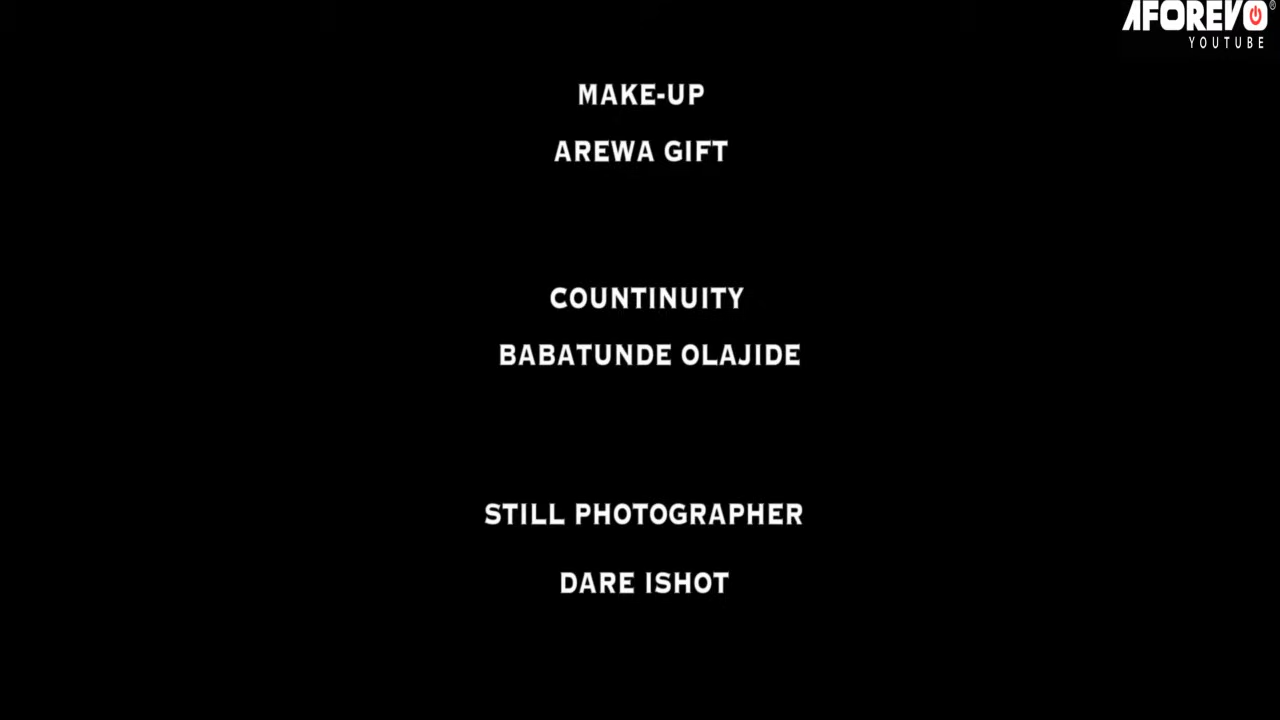 AFOREVO®
YOUTUBE
MAKE-UP
AREWA GIFT
COUNTINUITY
BABATUNDE OLAJIDE
STILL PHOTOGRAPHER
DARE ISHOT